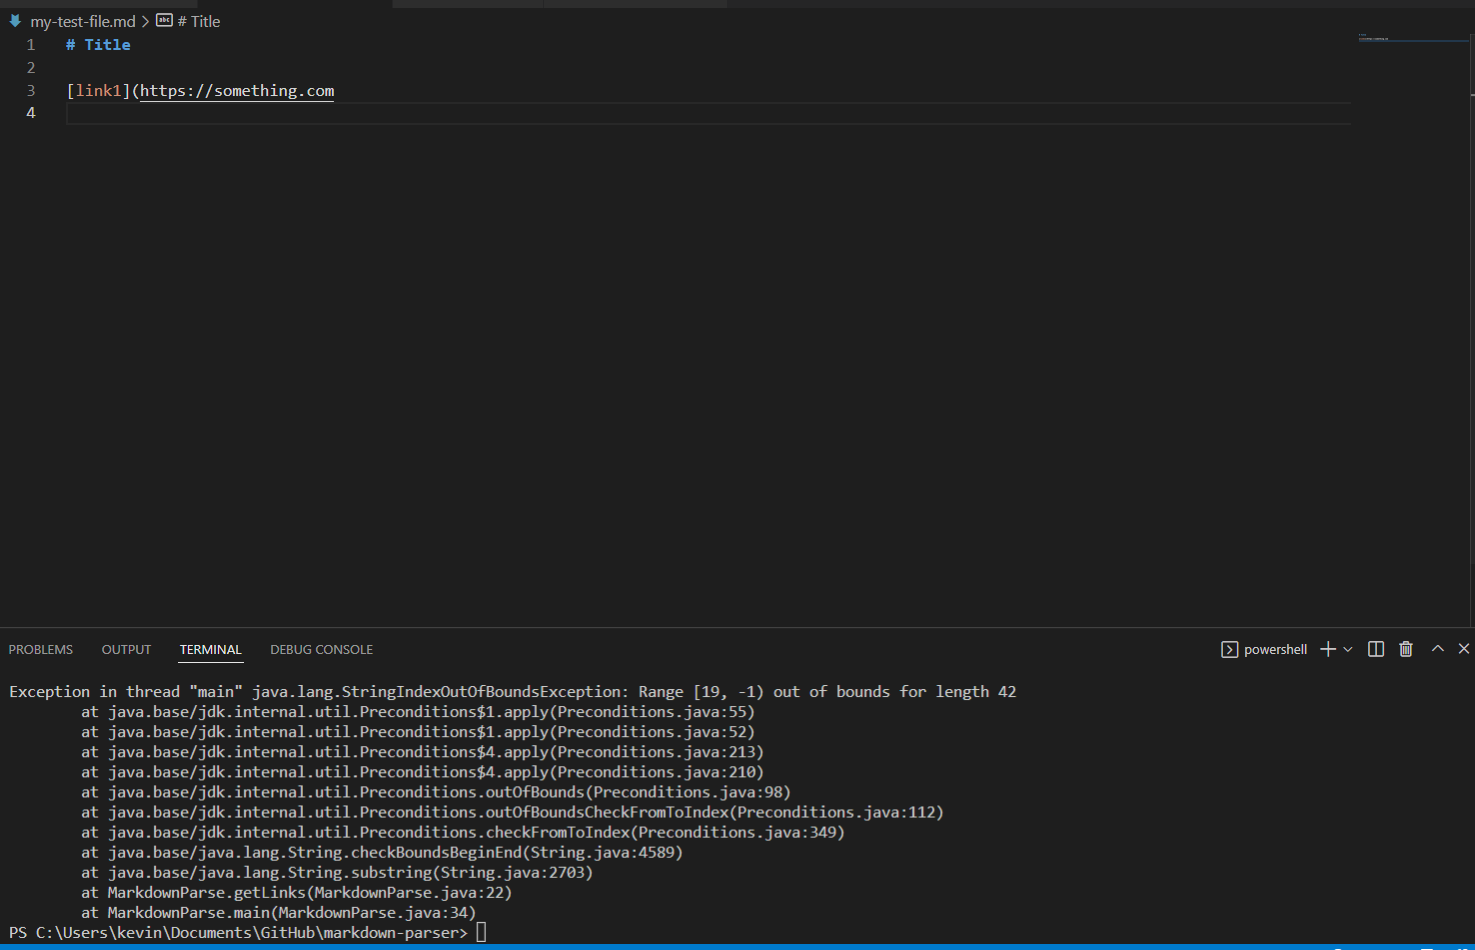 my-test-file.md > abc # Title
1 # Title
2
3 [link1](https://something.com
4
PROBLEMS OUTPUT TERMINAL DEBUG CONSOLE powershell
Exception in thread "main" java.lang.StringIndexOutOfBoundsException: Range [19, -1) out of bounds for length 42
at java.base/jdk.internal.util.Preconditions$1.apply(Preconditions.java:55)
at java.base/jdk.internal.util.Preconditions$1.apply(Preconditions.java:52)
at java.base/jdk.internal.util.Preconditions$4.apply(Preconditions.java:213)
at java.base/jdk.internal.util.Preconditions$4.apply(Preconditions.java:210)
at java.base/jdk.internal.util.Preconditions.outOfBounds(Preconditions.java:98)
at java.base/jdk.internal.util.Preconditions.outOfBoundsCheckFromToIndex(Preconditions.java:112)
at java.base/jdk.internal.util.Preconditions.checkFromToIndex(Preconditions.java:349)
at java.base/java.lang.String.checkBoundsBeginEnd(String.java:4589)
at java.base/java.lang.String.substring(String.java:2703)
at MarkdownParse.getLinks(MarkdownParse.java:22)
at MarkdownParse.main(MarkdownParse.java:34)
PS C:\Users\kevin\Documents\GitHub\markdown-parser>